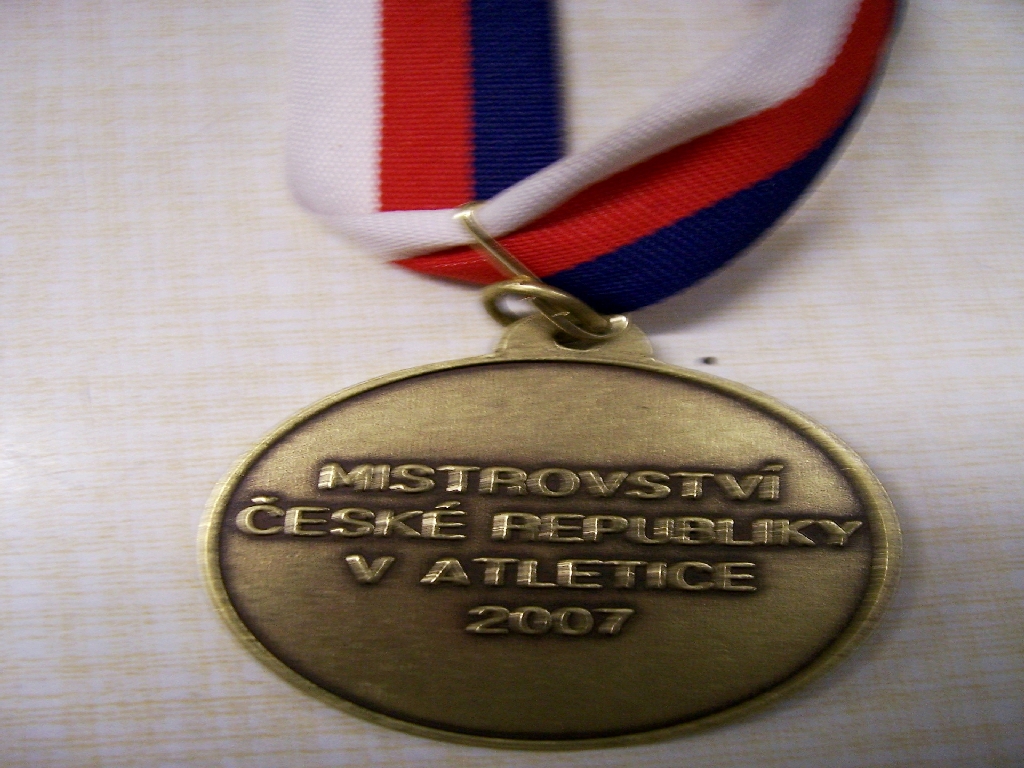 MISTROVSTVÍ
ČESKÉ REPUBLIKY
V ATLETICE
2007